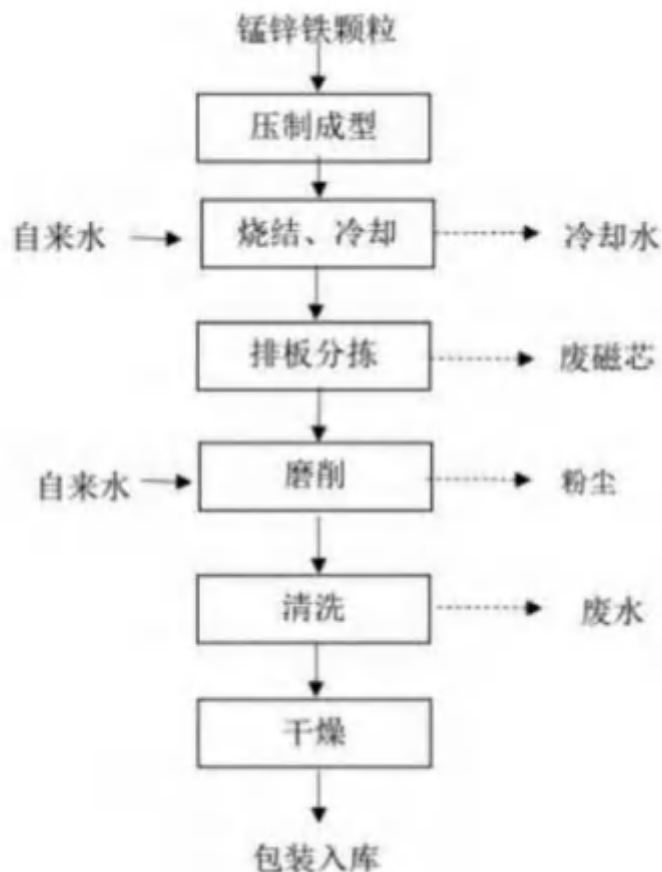 锰锌铁颗粒
压制成型
自来水
烧结、冷却
冷却水
排板分拣
废磁芯
自来水
磨削
粉尘
清洗
废水
干燥
包装入库